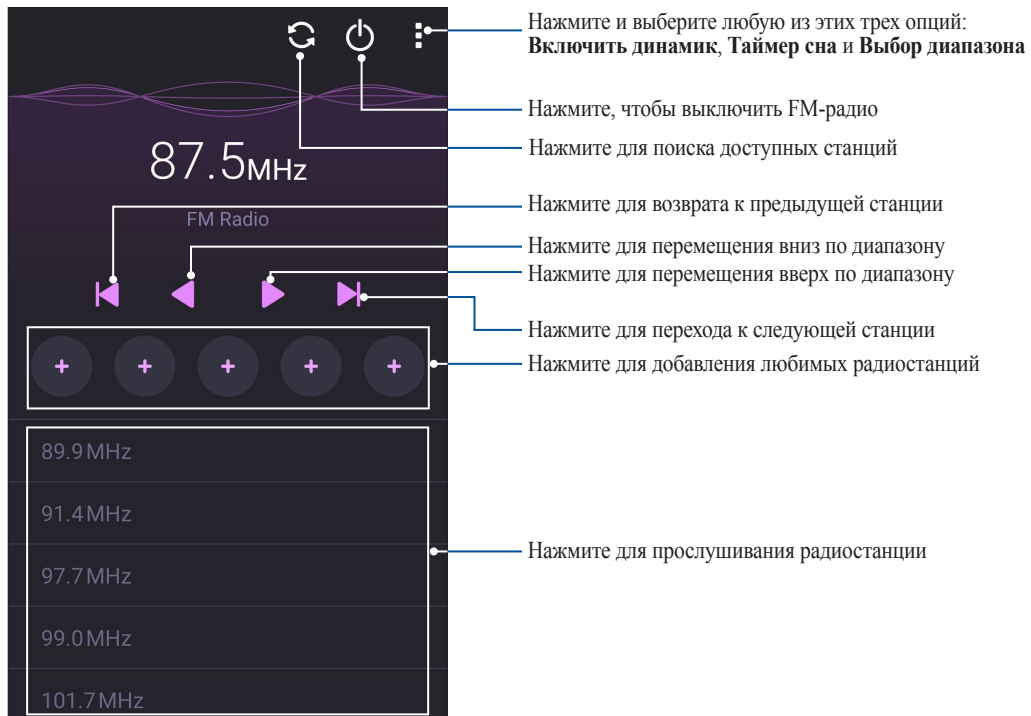 Нажмите и выберите любую из этих трех опций:
Включить динамик, Таймер сна и Выбор диапазона
Нажмите, чтобы выключить FM-радио
Нажмите для поиска доступных станций
87.5MHz
Нажмите для возврата к предыдущей станции
FM Radio
Нажмите для перемещения вниз по диапазону
Нажмите для перемещения вверх по диапазону
Нажмите для перехода к следующей станции
Нажмите для добавления любимых радиостанций
+ + + + +
89.9MHz
91.4MHz
Нажмите для прослушивания радиостанции
97.7MHz
99.0MHz
101.7MHz